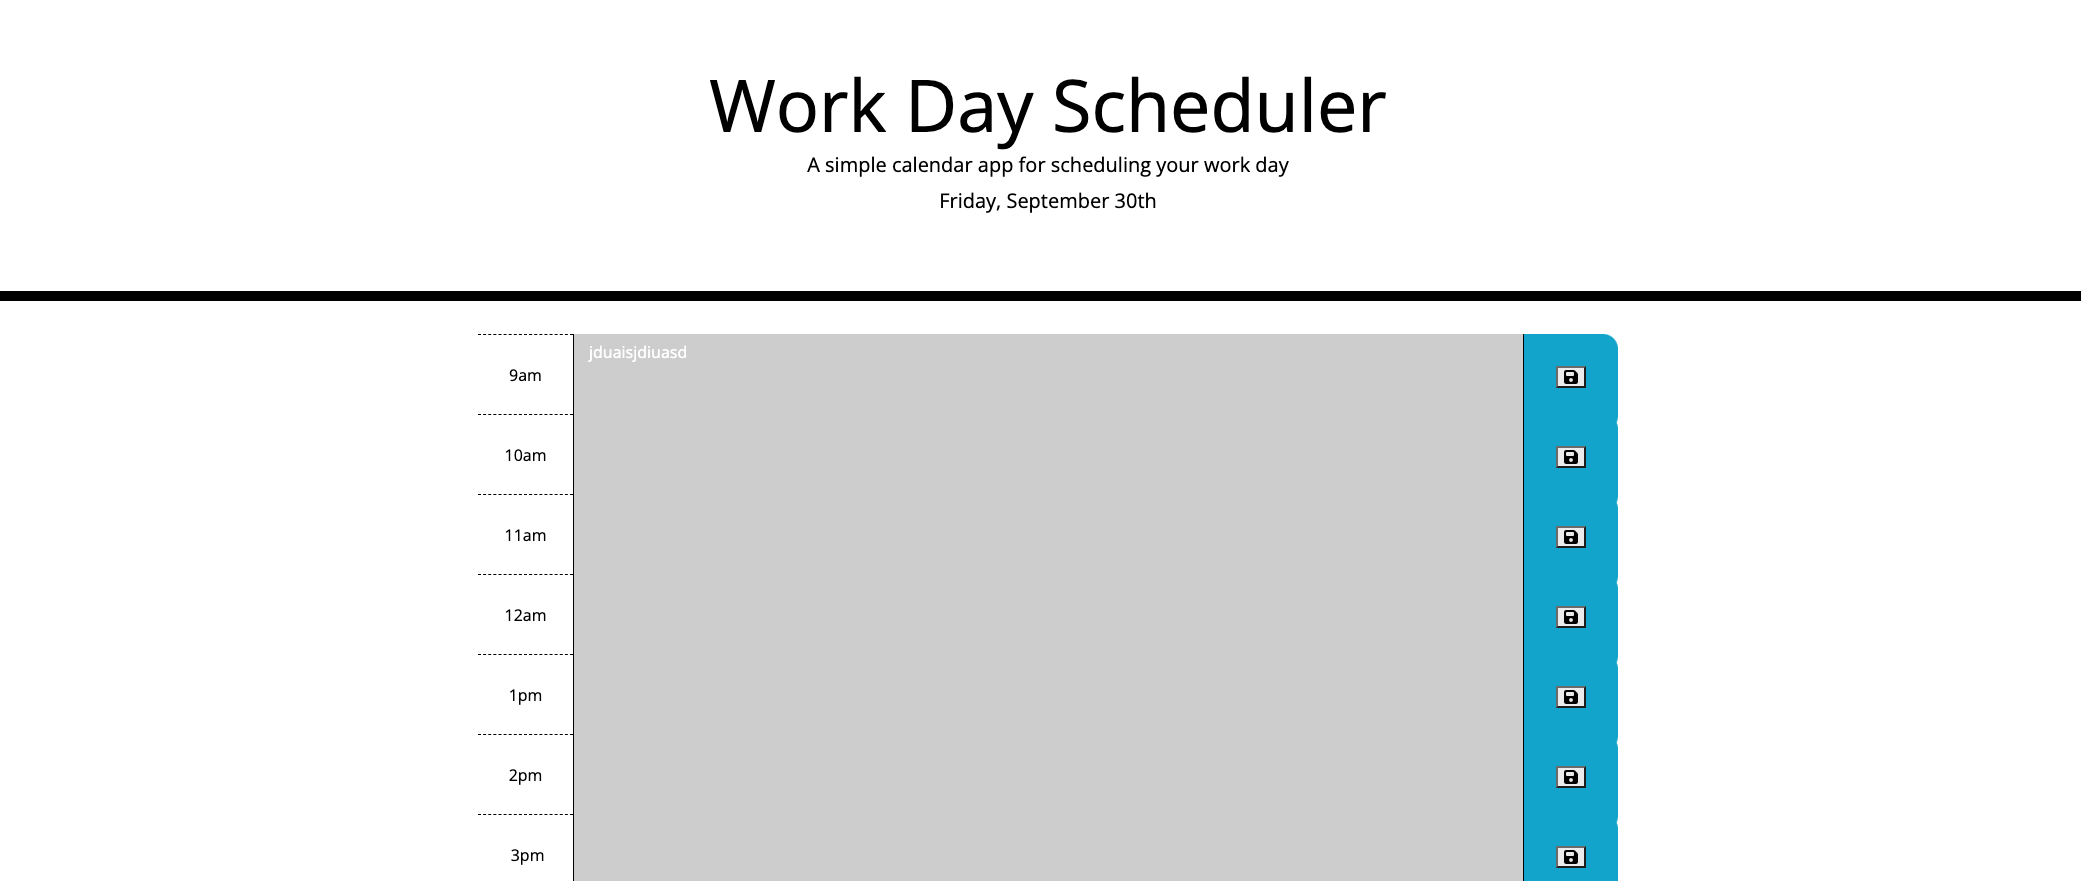 Work Day Scheduler
A simple calendar app for scheduling your work day
Friday, September 30th
9am
jduaisjdiuasd
10am
11am
12am
1pm
2pm
3pm